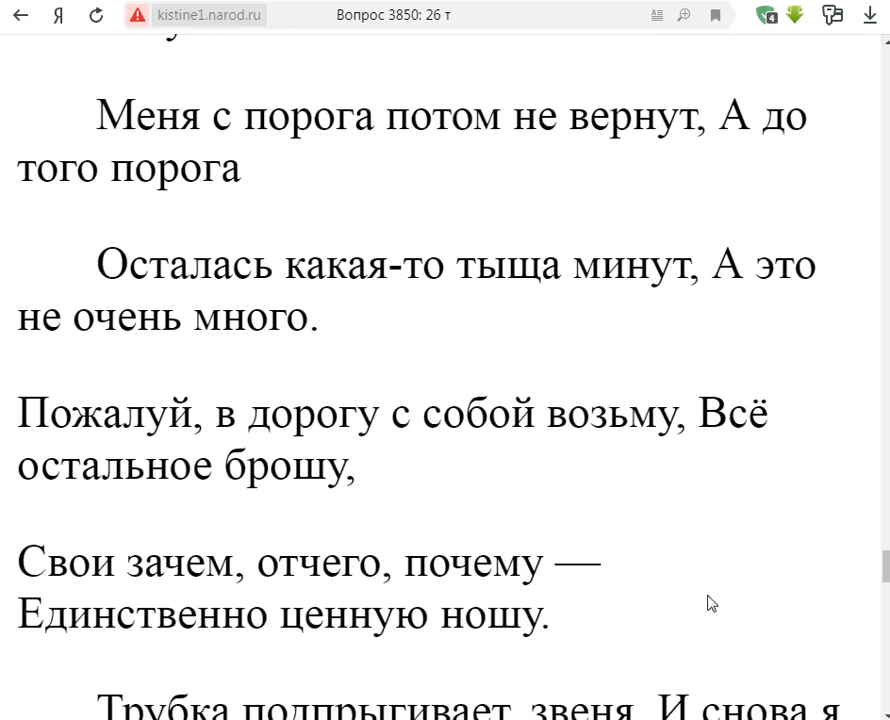 kistine1.narod.ru Вопрос 3850: 26 т 4
Меня с порога потом не вернут, А до
того порога
Осталась какая-то тыща минут, А это
не очень много.
Пожалуй, в дорогу с собой возьму, Всё
остальное брошу,
Свои зачем, отчего, почему —
Единственно ценную ношу.
Трубка подпрыгивает, звеня, И снова я